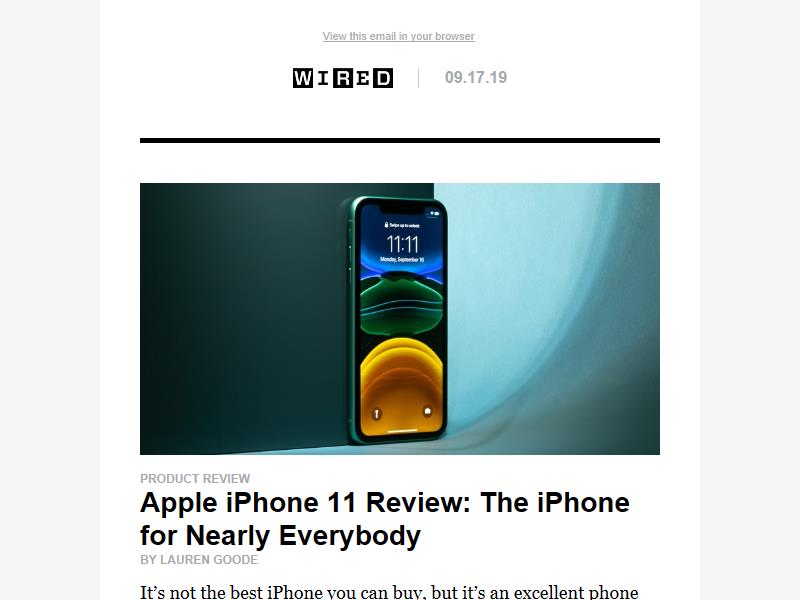 View this email in your browser
WIRED
09.17.19
Swipe up to unlock
11:11
Monday, September 16
PRODUCT REVIEW
Apple iPhone 11 Review: The iPhone
for Nearly Everybody
BY LAUREN GOODE
It’s not the best iPhone you can buy, but it’s an excellent phone